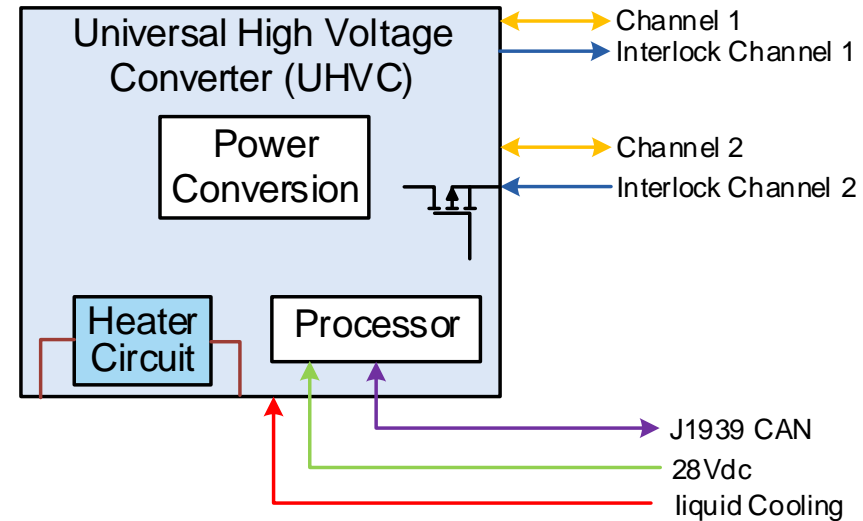 Universal High Voltage
Converter (UHVC)
Channel 1
Interlock Channel 1
Power
Conversion
Channel 2
Interlock Channel 2
Heater
Circuit
Processor
J1939 CAN
28Vdc
liquid Cooling